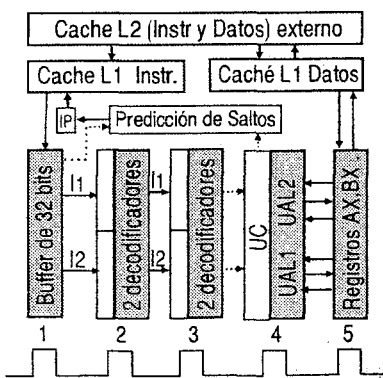 Cache L2 (Instr y Datos) externo
Cache L1 Instr.
Caché L1 Datos
IP
Predicción de Saltos
Buffer de 32 bits
I1
I2
2 decodificadores
I1
I2
2 decodificadores
UC
UAL1 UAL2
Registros AX.BX.
1 2 3 4 5